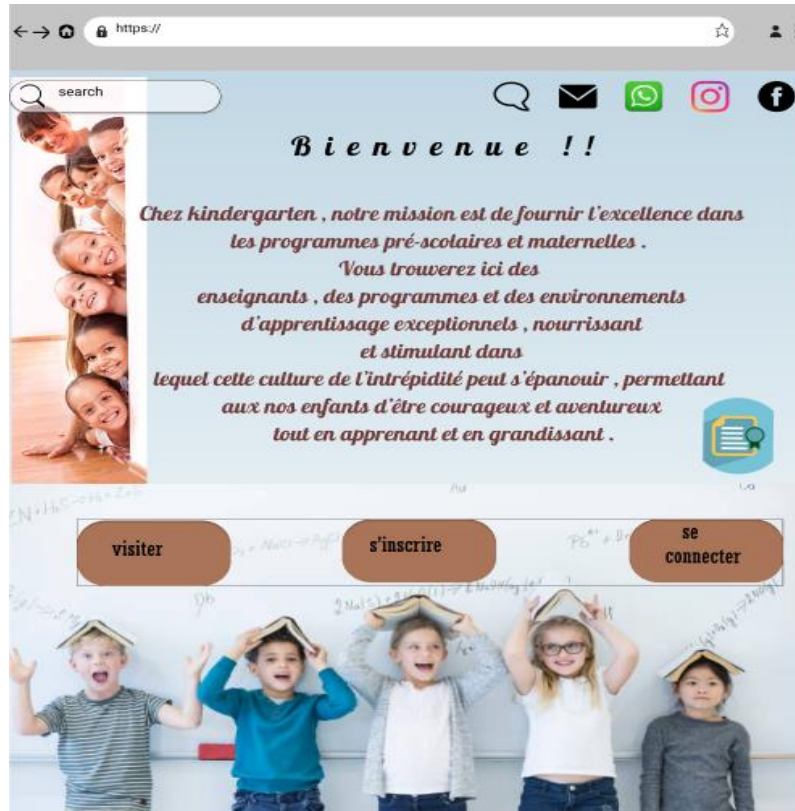 https://
search
Bienvenue !!
Chez kindergarten , notre mission est de fournir l'excellence dans
les programmes pré-scolaires et maternelles .
Vous trouverez ici des
enseignants , des programmes et des environnements
d'apprentissage exceptionnels , nourrissant
et stimulant dans
lequel cette culture de l'intrépidité peut s'épanouir , permettant
aux nos enfants d'être courageux et aventureux
tout en apprenant et en grandissant .
visiter
s'inscrire
se
connecter